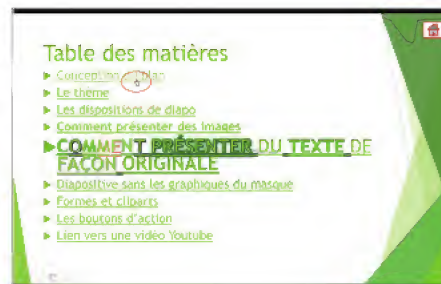 Table des matières
Conception du plan
Le thème
Les dispositions de diapo
Comment présenter des images
COMMENT PRÉSENTER DU TEXTE DE
FAÇON ORIGINALE
Diapositive sans les graphiques du masque
Formes et cliparts
Les boutons d'action
Lien vers une vidéo Youtube